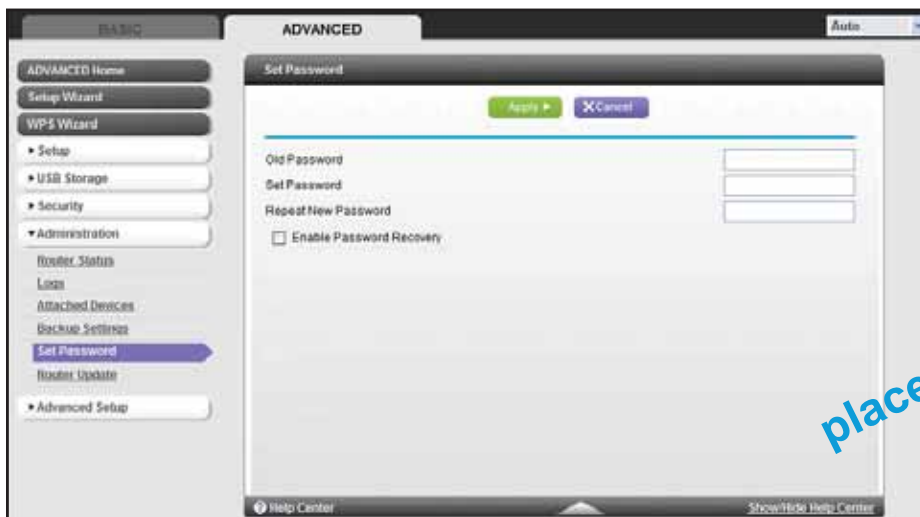 BASIC
ADVANCED
Auto
ADVANCED Home
Setup Wizard
WPS Wizard
Setup
USB Storage
Security
Administration
Router Status
Logs
Attached Devices
Backup Settings
Set Password
Router Update
Advanced Setup
Set Password
Apply
Cancel
Old Password
Set Password
Repeat New Password
Enable Password Recovery
Help Center
Show/Hide Help Center
place